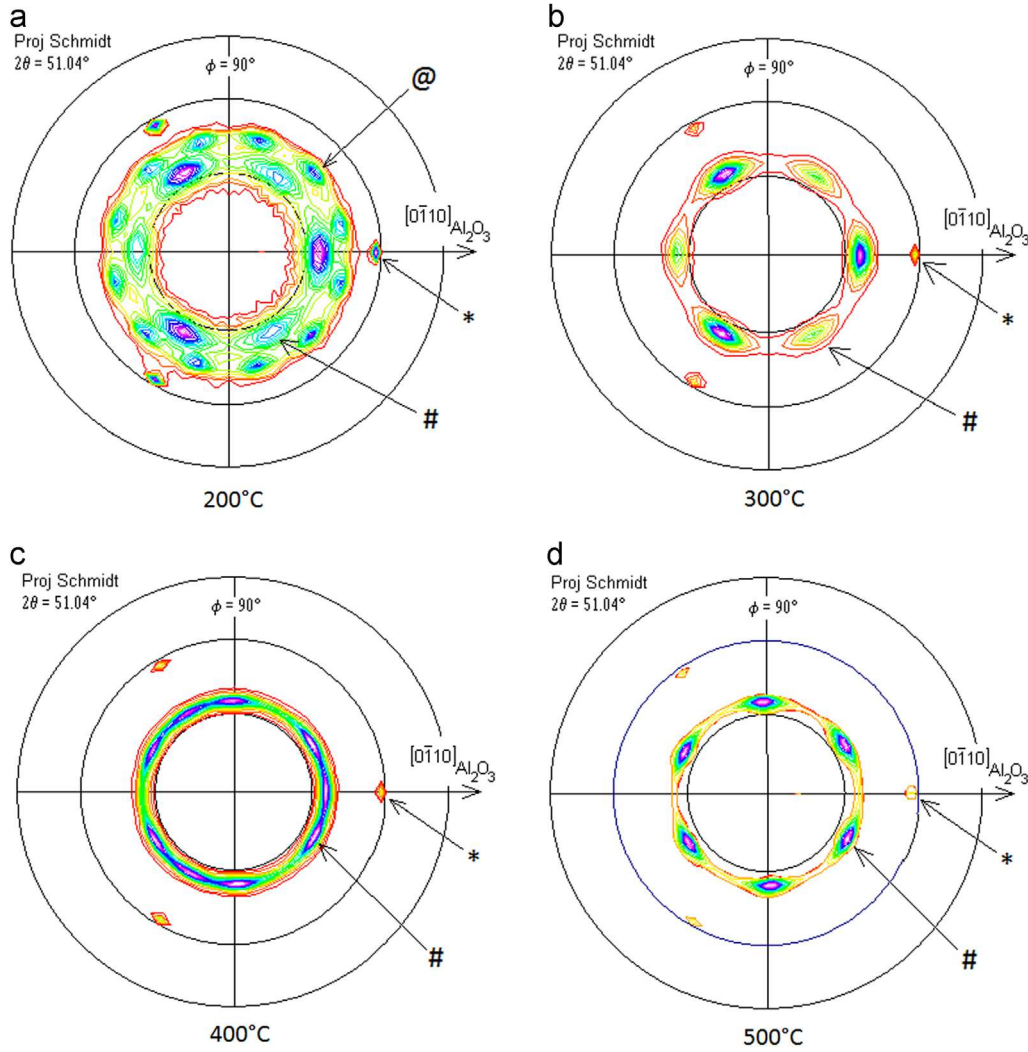 a
Proj Schmidt
2θ = 51.04°
ϕ = 90°
@
[01̅10]Al₂O₃
*
#
200°C
b
Proj Schmidt
2θ = 51.04°
ϕ = 90°
[01̅10]Al₂O₃
*
#
300°C
c
Proj Schmidt
2θ = 51.04°
ϕ = 90°
[01̅10]Al₂O₃
*
#
400°C
d
Proj Schmidt
2θ = 51.04°
ϕ = 90°
[01̅10]Al₂O₃
*
#
500°C